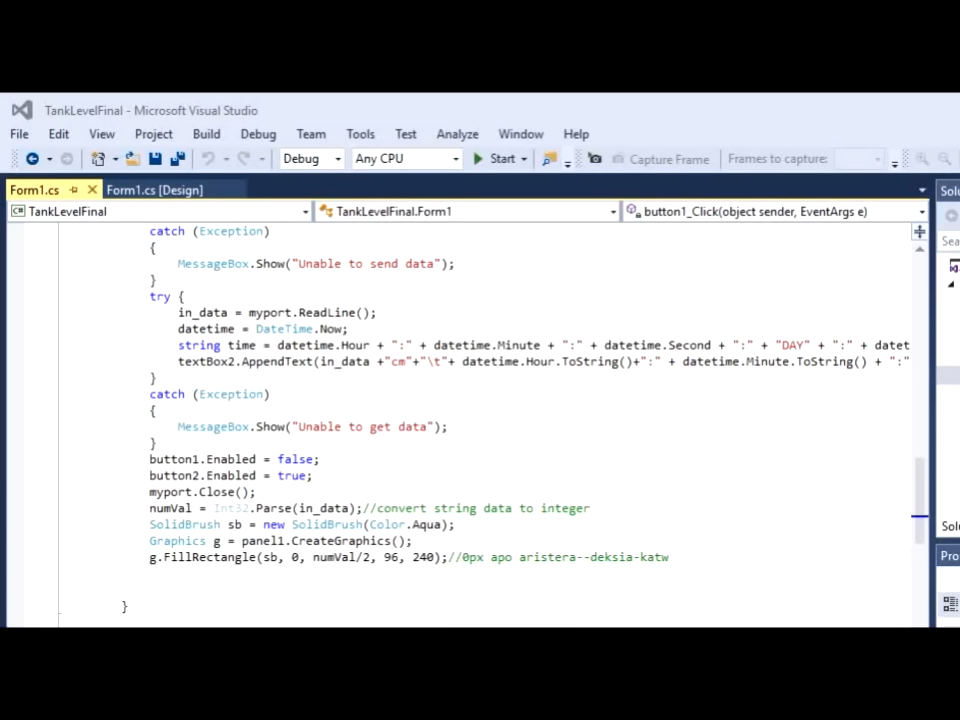 TankLevelFinal - Microsoft Visual Studio
File Edit View Project Build Debug Team Tools Test Analyze Window Help
Debug Any CPU Start Capture Frame Frames to capture:
Form1.cs Form1.cs [Design] Solu
C# TankLevelFinal TankLevelFinal.Form1 button1_Click(object sender, EventArgs e)
Sea
catch (Exception)
{
MessageBox.Show("Unable to send data");
}
try {
in_data = myport.ReadLine();
datetime = DateTime.Now;
string time = datetime.Hour + ":" + datetime.Minute + ":" + datetime.Second + ":" + "DAY" + ":" + datet
textBox2.AppendText(in_data +"cm"+"\t"+ datetime.Hour.ToString()+":" + datetime.Minute.ToString() + ":"
}
catch (Exception)
{
MessageBox.Show("Unable to get data");
}
button1.Enabled = false;
button2.Enabled = true;
myport.Close();
numVal = Int32.Parse(in_data);//convert string data to integer
SolidBrush sb = new SolidBrush(Color.Aqua);
Solu
Graphics g = panel1.CreateGraphics();
g.FillRectangle(sb, 0, numVal/2, 96, 240);//0px apo aristera--deksia-katw
Pro
}